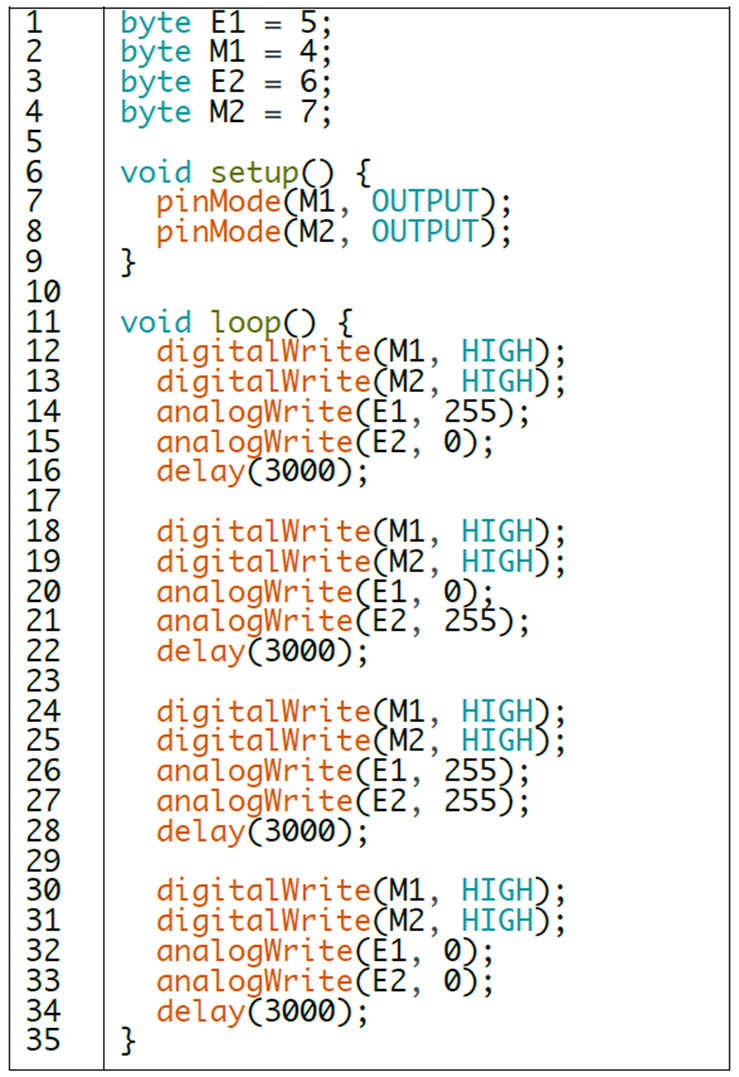 1 byte E1 = 5;
2 byte M1 = 4;
3 byte E2 = 6;
4 byte M2 = 7;
5
6 void setup() {
7   pinMode(M1, OUTPUT);
8   pinMode(M2, OUTPUT);
9 }
10
11 void loop() {
12   digitalWrite(M1, HIGH);
13   digitalWrite(M2, HIGH);
14   analogWrite(E1, 255);
15   analogWrite(E2, 0);
16   delay(3000);
17
18   digitalWrite(M1, HIGH);
19   digitalWrite(M2, HIGH);
20   analogWrite(E1, 0);
21   analogWrite(E2, 255);
22   delay(3000);
23
24   digitalWrite(M1, HIGH);
25   digitalWrite(M2, HIGH);
26   analogWrite(E1, 255);
27   analogWrite(E2, 255);
28   delay(3000);
29
30   digitalWrite(M1, HIGH);
31   digitalWrite(M2, HIGH);
32   analogWrite(E1, 0);
33   analogWrite(E2, 0);
34   delay(3000);
35 }